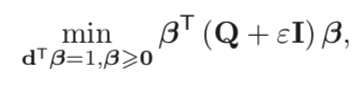 min β⊤ (Q + εI) β,
d⊤β=1,β⩾0